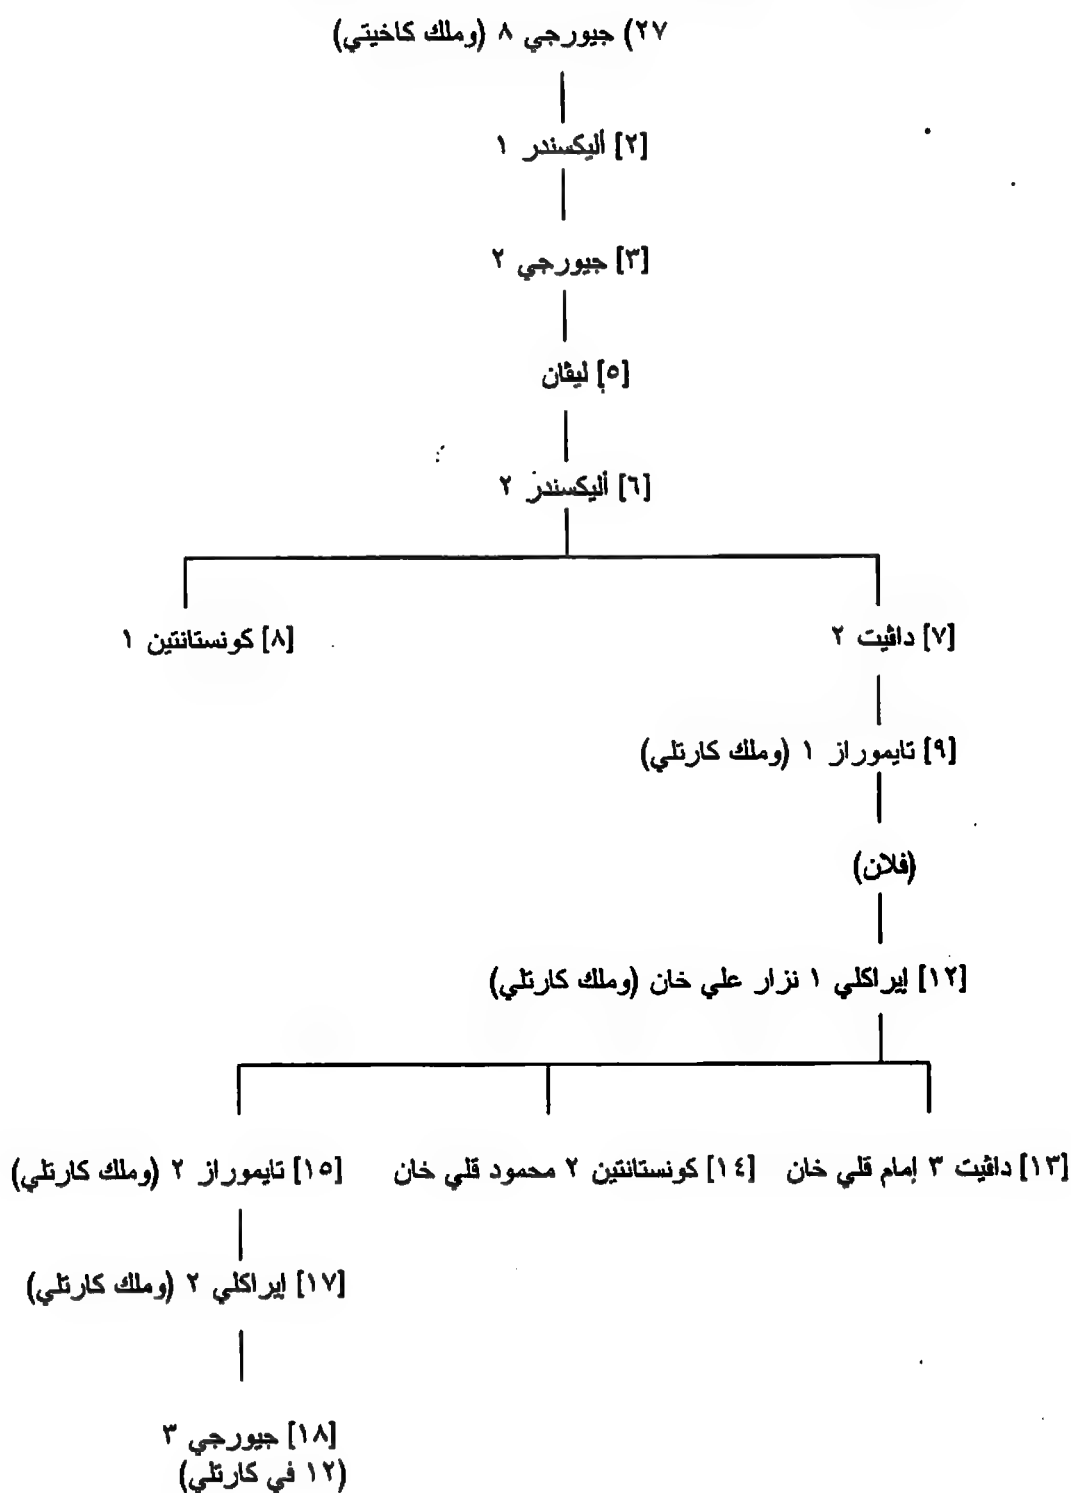 ٢٧) جيورجي ٨ (وملك كاخيتي)
[٢] أليكسندر ١
[٣] جيورجي ٢
[٥] ليڤان
[٦] أليكسندر ٢
[٧] داڤيت ٢
[٨] كونستانتين ١
[٩] تايموراز ١ (وملك كارتلي)
(فلان)
[١٢] إيراكلي ١ نزار علي خان (وملك كارتلي)
[١٣] داڤيت ٣ إمام قلي خان
[١٤] كونستانتين ٢ محمود قلي خان
[١٥] تايموراز ٢ (وملك كارتلي)
[١٧] إيراكلي ٢ (وملك كارتلي)
[١٨] جيورجي ٣
(١٢ في كارتلي)